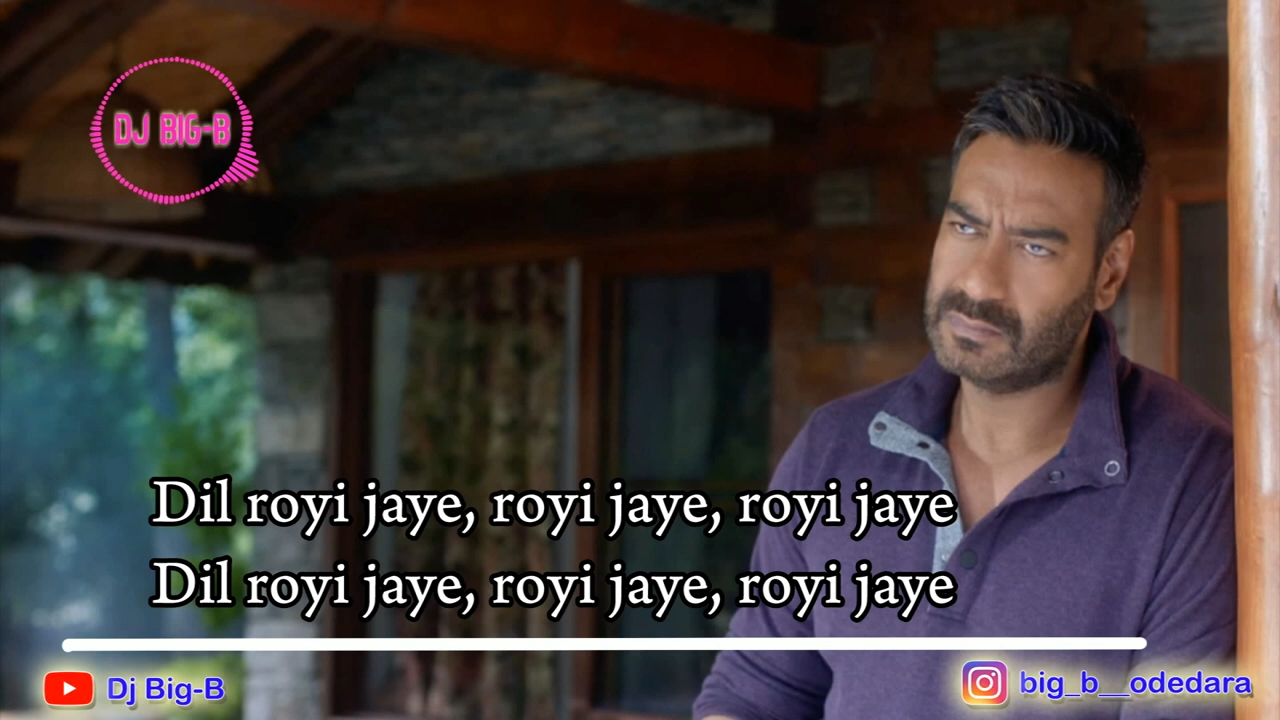 DJ BIG-B
Dil royi jaye, royi jaye, royi jaye
Dil royi jaye, royi jaye, royi jaye
Dj Big-B
big_b__odedara